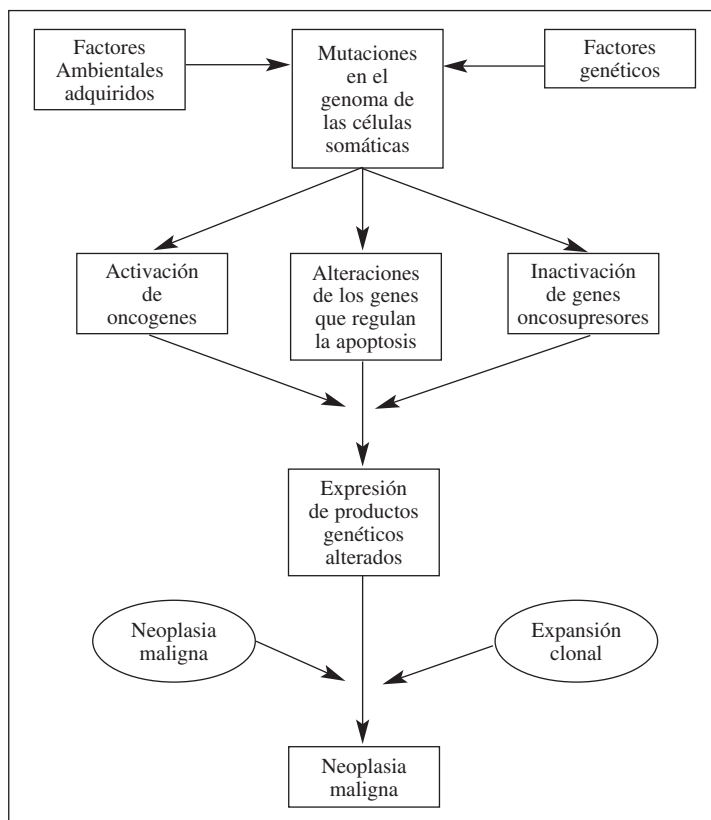 Factores
Ambientales
adquiridos
Mutaciones
en el
genoma de
las células
somáticas
Factores
genéticos
Activación
de
oncogenes
Alteraciones
de los genes
que regulan
la apoptosis
Inactivación
de genes
oncosupresores
Expresión
de productos
genéticos
alterados
Neoplasia
maligna
Expansión
clonal
Neoplasia
maligna